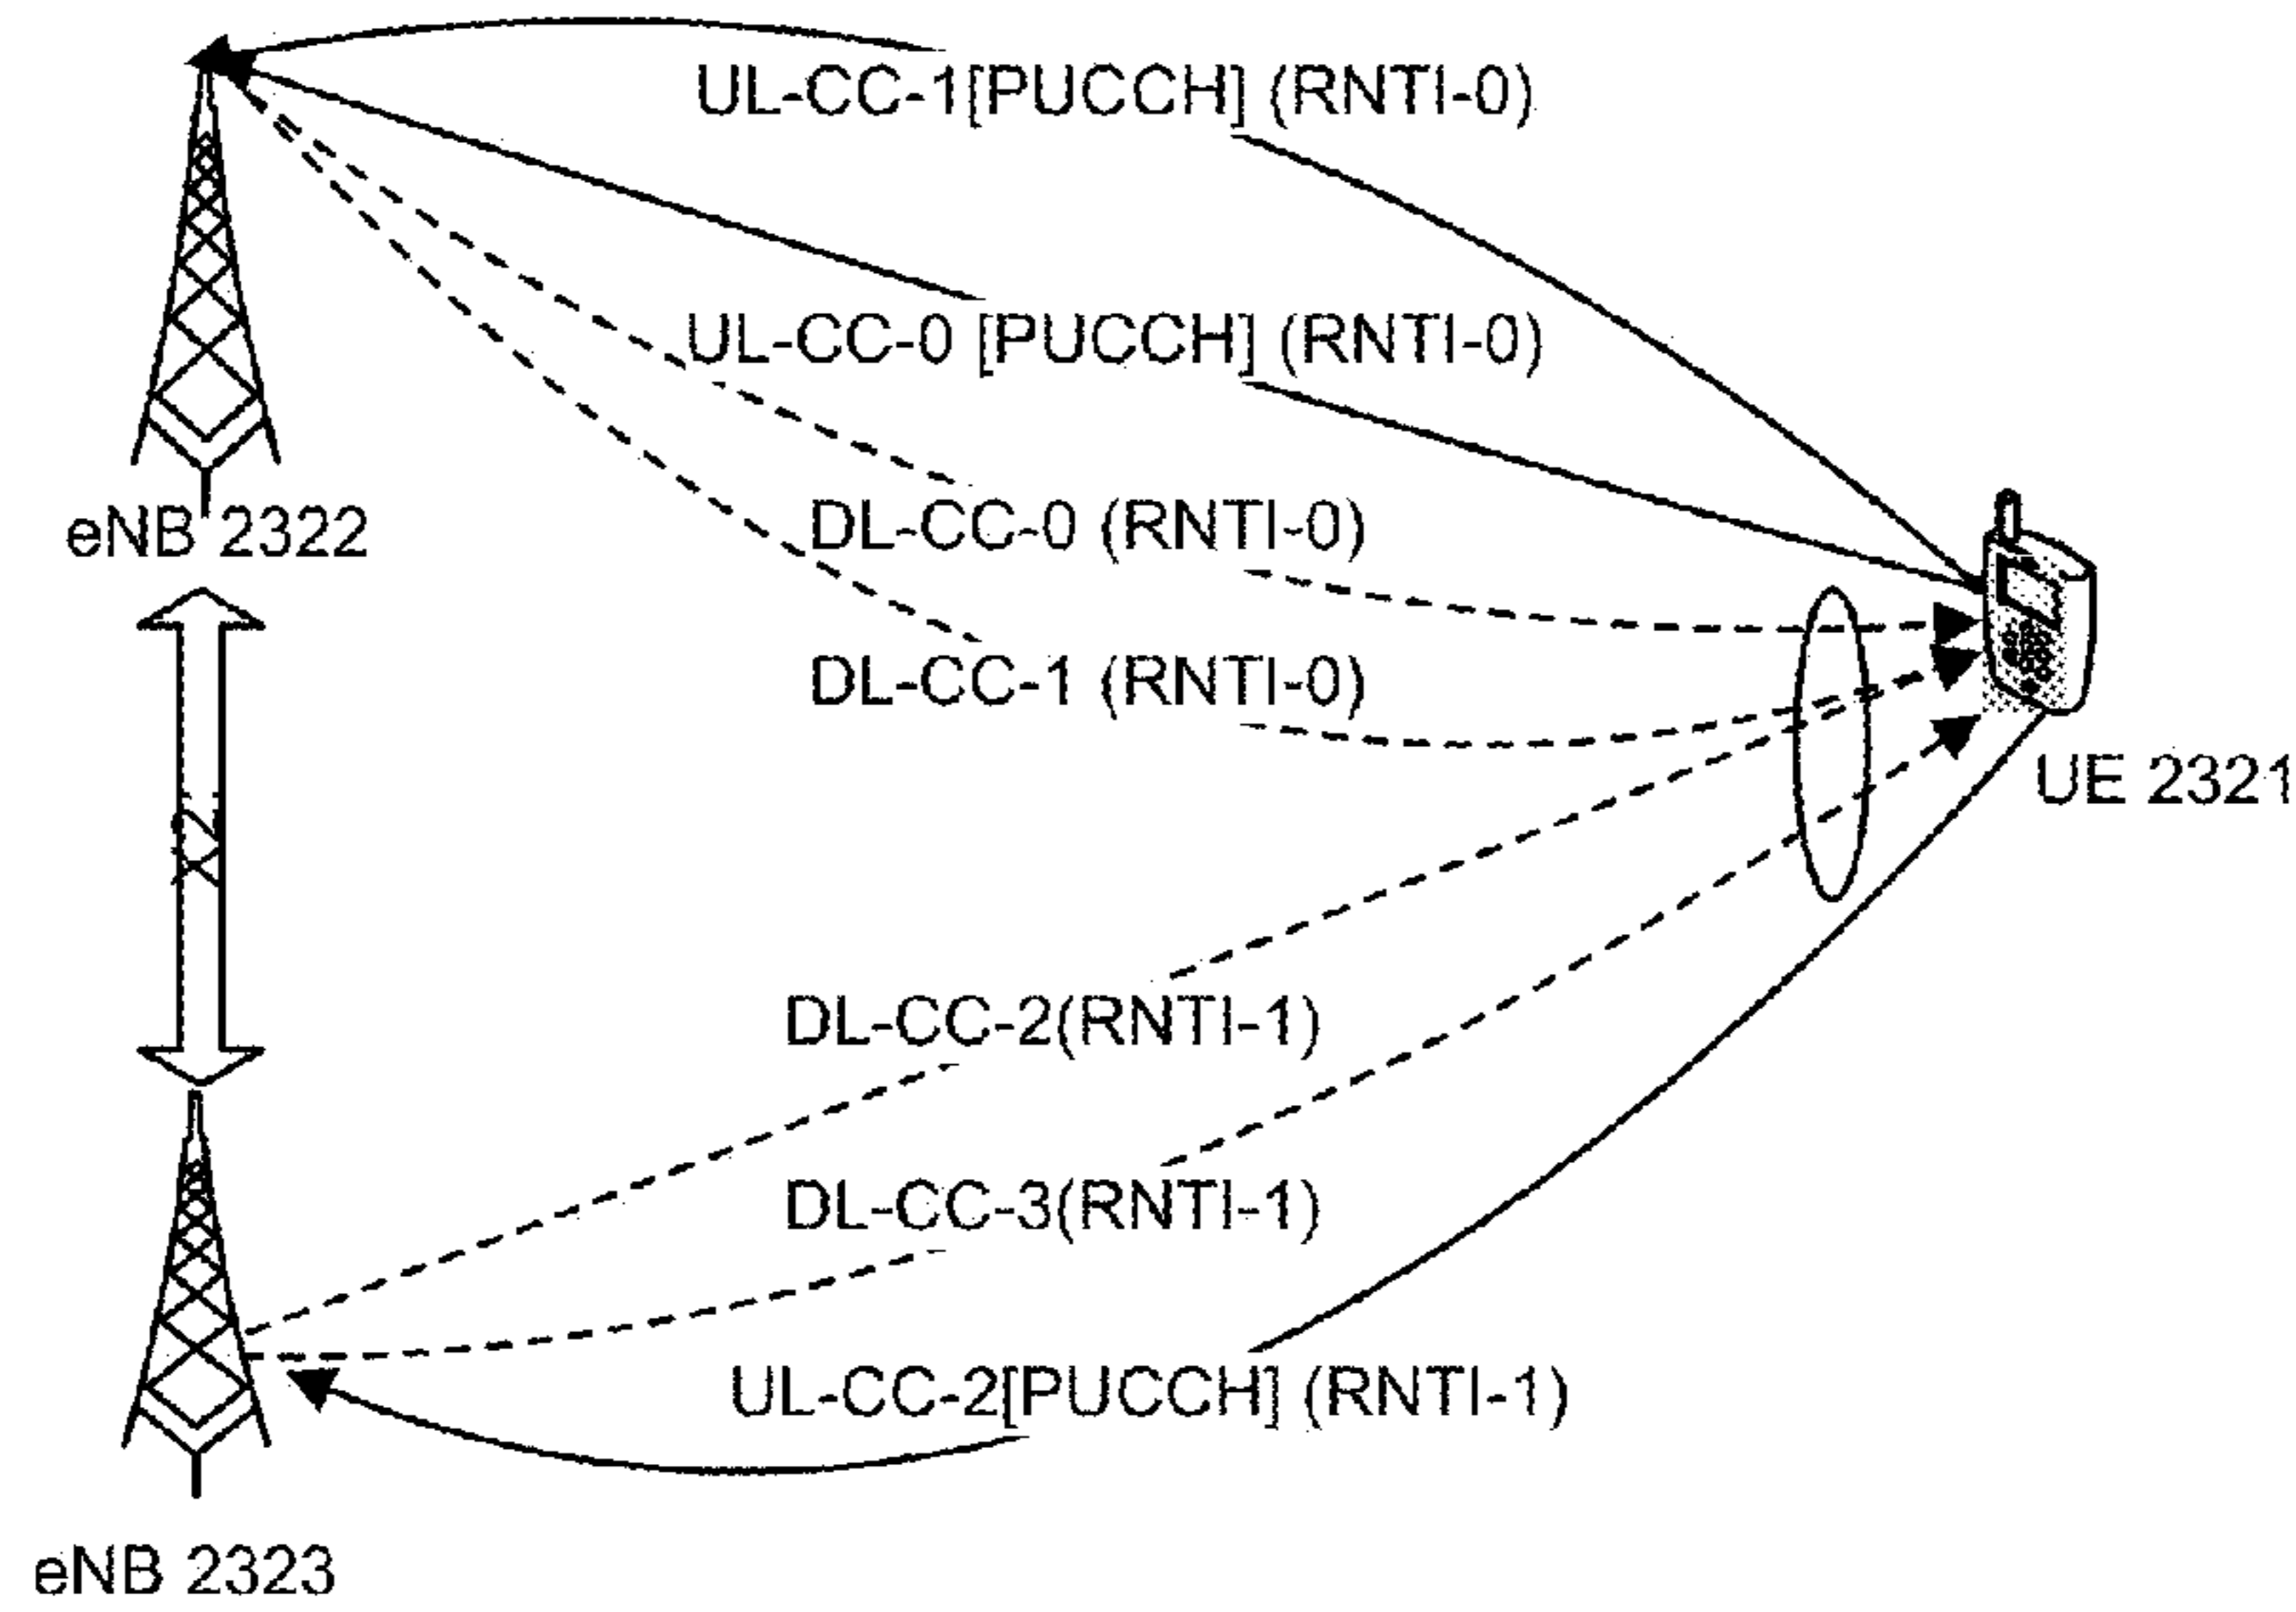 UL-CC-1[PUCCH] (RNTI-0)
UL-CC-0 [PUCCH] (RNTI-0)
eNB 2322
DL-CC-0 (RNTI-0)
DL-CC-1 (RNTI-0)
UE 2321
X2
DL-CC-2(RNTI-1)
DL-CC-3(RNTI-1)
UL-CC-2[PUCCH] (RNTI-1)
eNB 2323